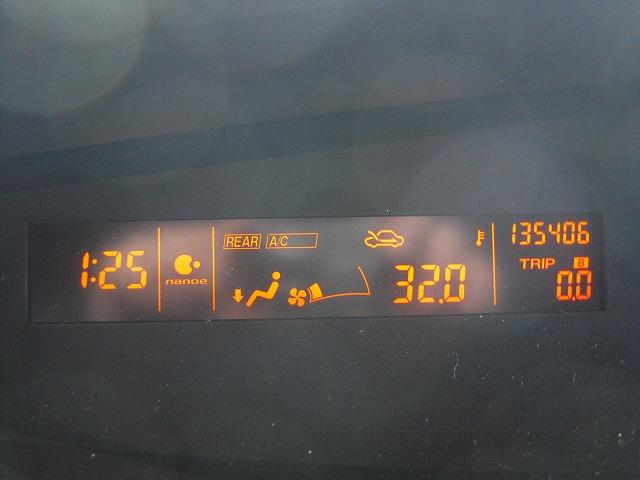 1:25
nanoe
REAR A/C
32.0
135406
TRIP B
0.0